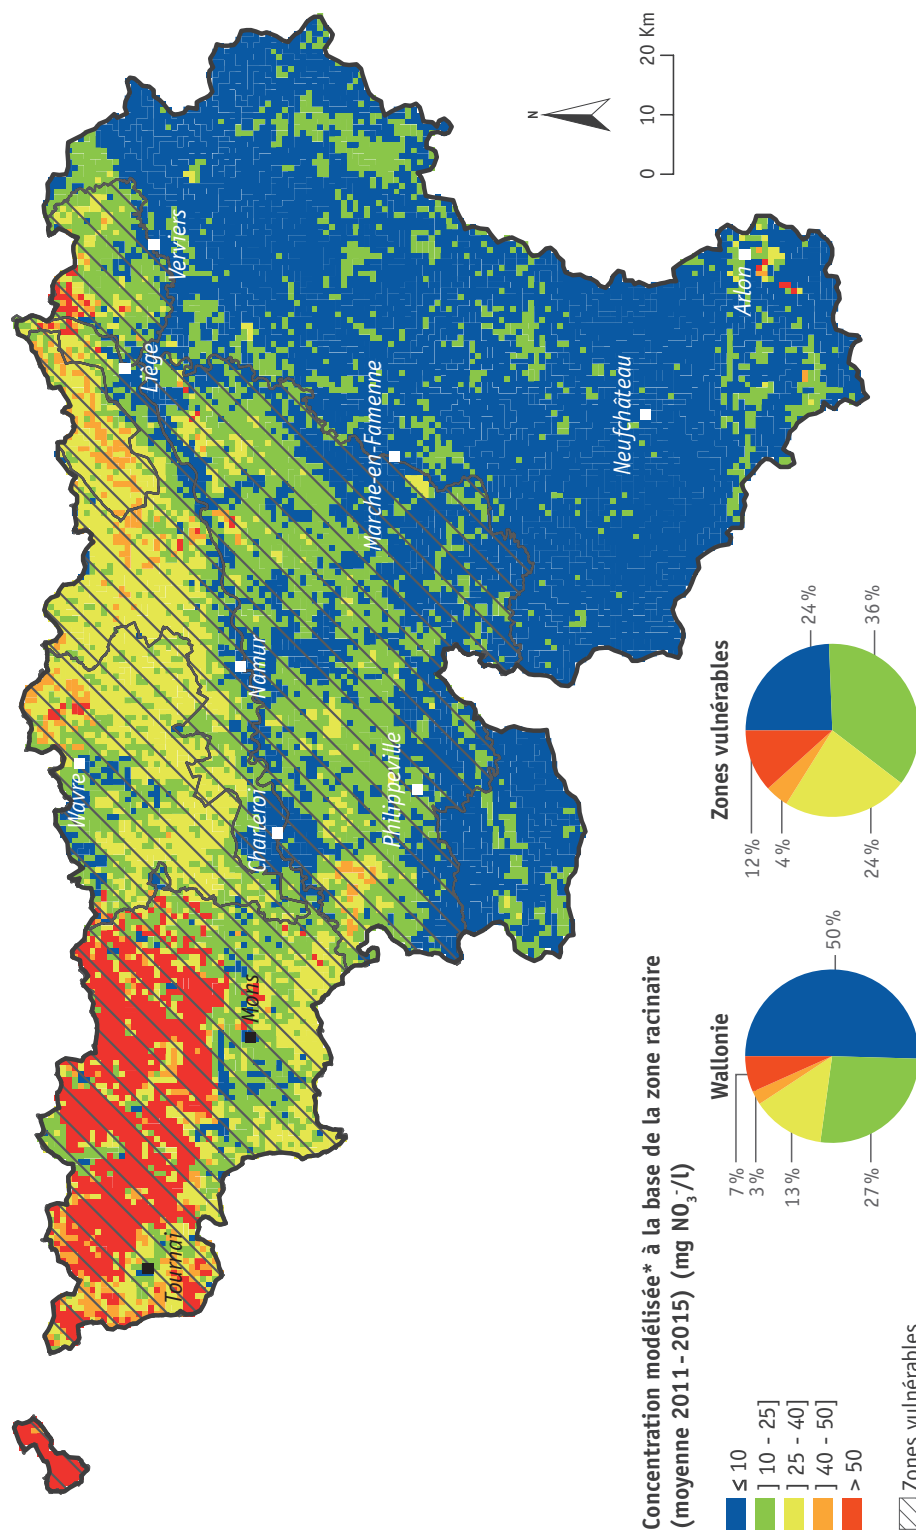 Tournai
Mons
Wavre
Charleroi
Namur
Philippeville
Liège
Verviers
Marche-en-Famenne
Neufchâteau
Arlon
N
0 10 20 Km
Concentration modélisée* à la base de la zone racinaire
(moyenne 2011-2015) (mg NO3-/l)
≤ 10
] 10 - 25]
] 25 - 40]
] 40 - 50]
> 50
Zones vulnérables
Wallonie
7 %
3 %
13 %
27 %
50 %
Zones vulnérables
12 %
4 %
24 %
36 %
24 %